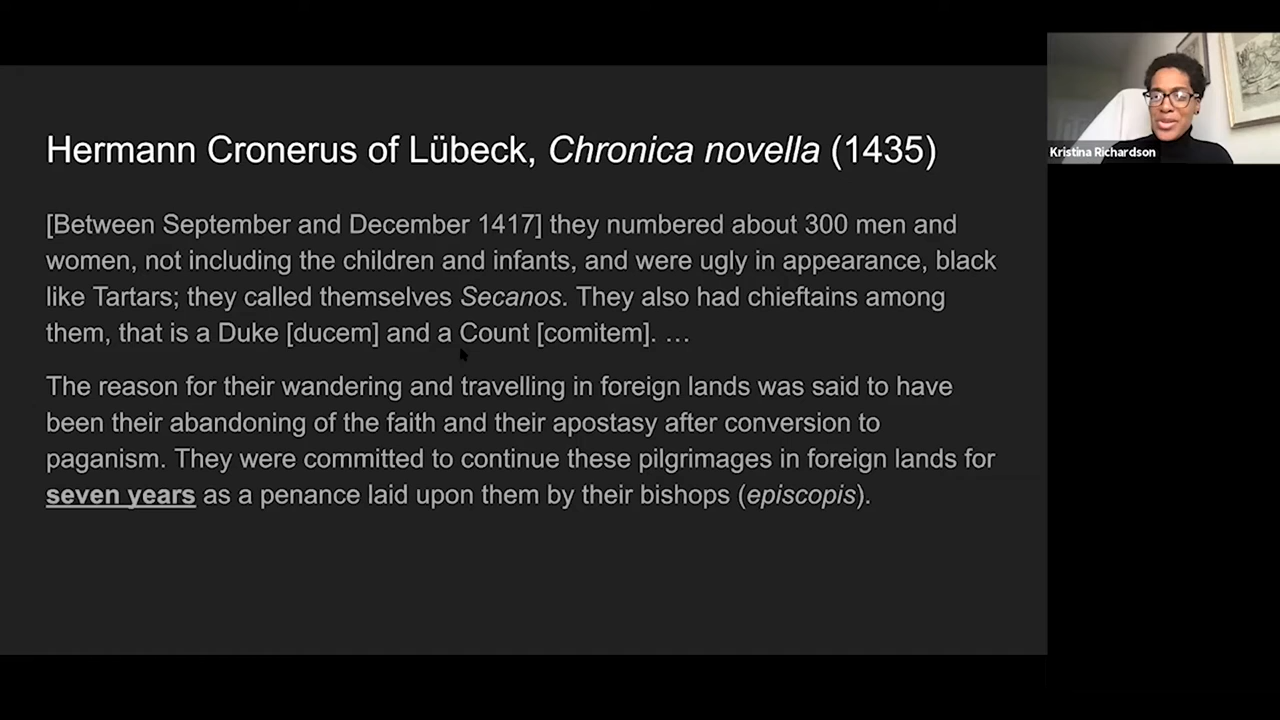 Hermann Cronerus of Lübeck, Chronica novella (1435)
[Between September and December 1417] they numbered about 300 men and
women, not including the children and infants, and were ugly in appearance, black
like Tartars; they called themselves Secanos. They also had chieftains among
them, that is a Duke [ducem] and a Count [comitem]. …
The reason for their wandering and travelling in foreign lands was said to have
been their abandoning of the faith and their apostasy after conversion to
paganism. They were committed to continue these pilgrimages in foreign lands for
seven years as a penance laid upon them by their bishops (episcopis).
Kristina Richardson